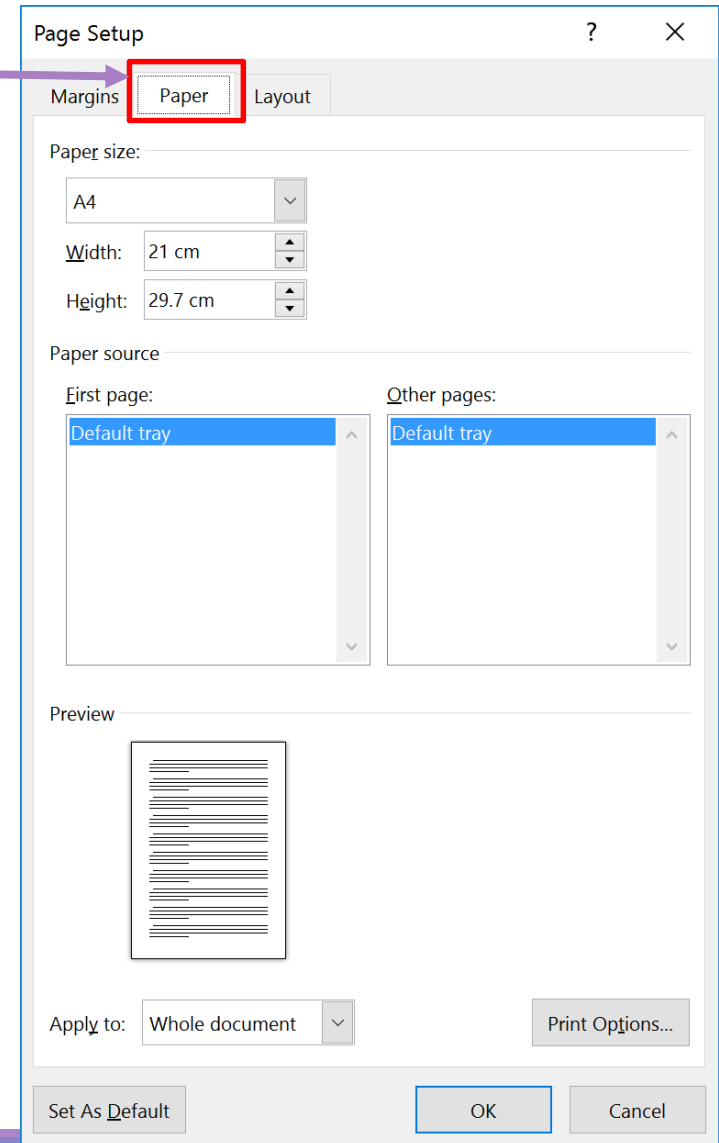 Page Setup ?
Margins Paper Layout
Paper size:
A4
Width: 21 cm
Height: 29.7 cm
Paper source
First page: Other pages:
Default tray Default tray
Preview
Apply to: Whole document Print Options...
Set As Default OK Cancel